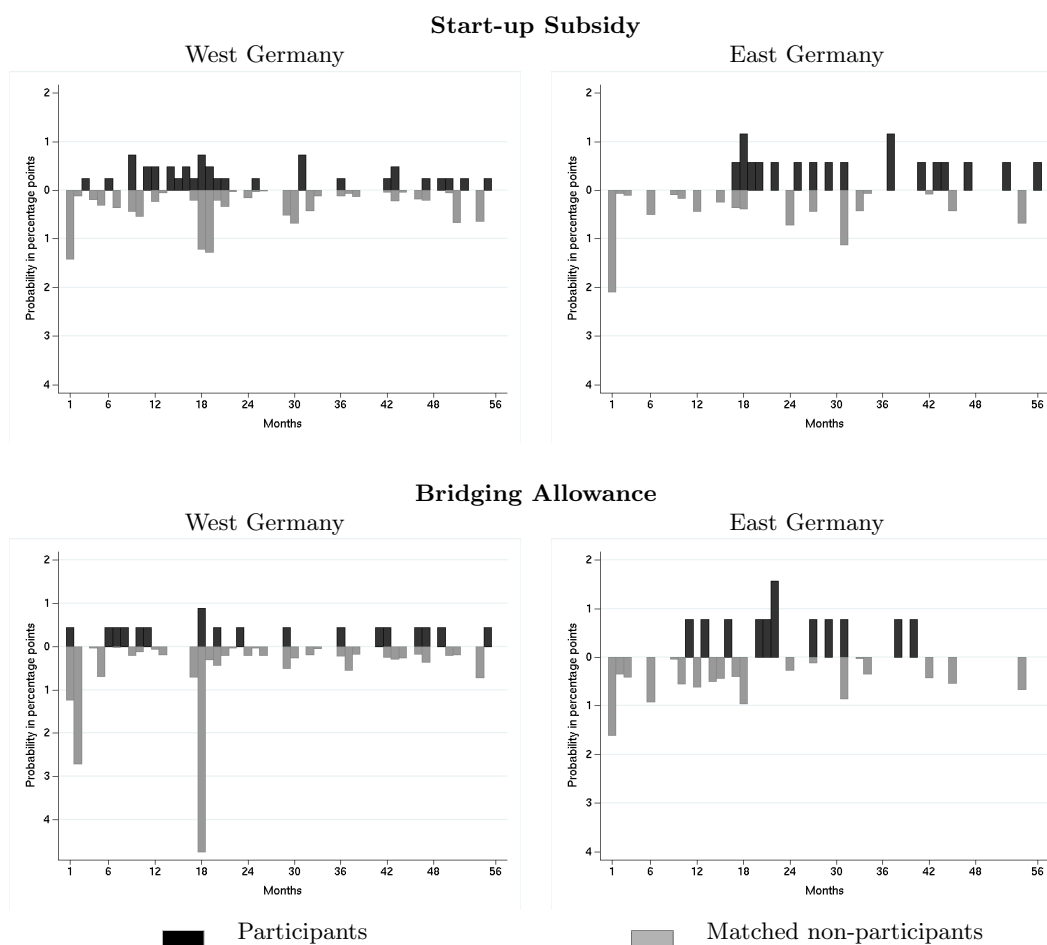 Start-up Subsidy
West Germany
East Germany
Probability in percentage points
2
1
0
1
2
3
4
1 6 12 18 24 30 36 42 48 56
Months
Probability in percentage points
2
1
0
1
2
3
4
1 6 12 18 24 30 36 42 48 56
Months
Bridging Allowance
West Germany
East Germany
Probability in percentage points
2
1
0
1
2
3
4
1 6 12 18 24 30 36 42 48 56
Months
Probability in percentage points
2
1
0
1
2
3
4
1 6 12 18 24 30 36 42 48 56
Months
Participants
Matched non-participants